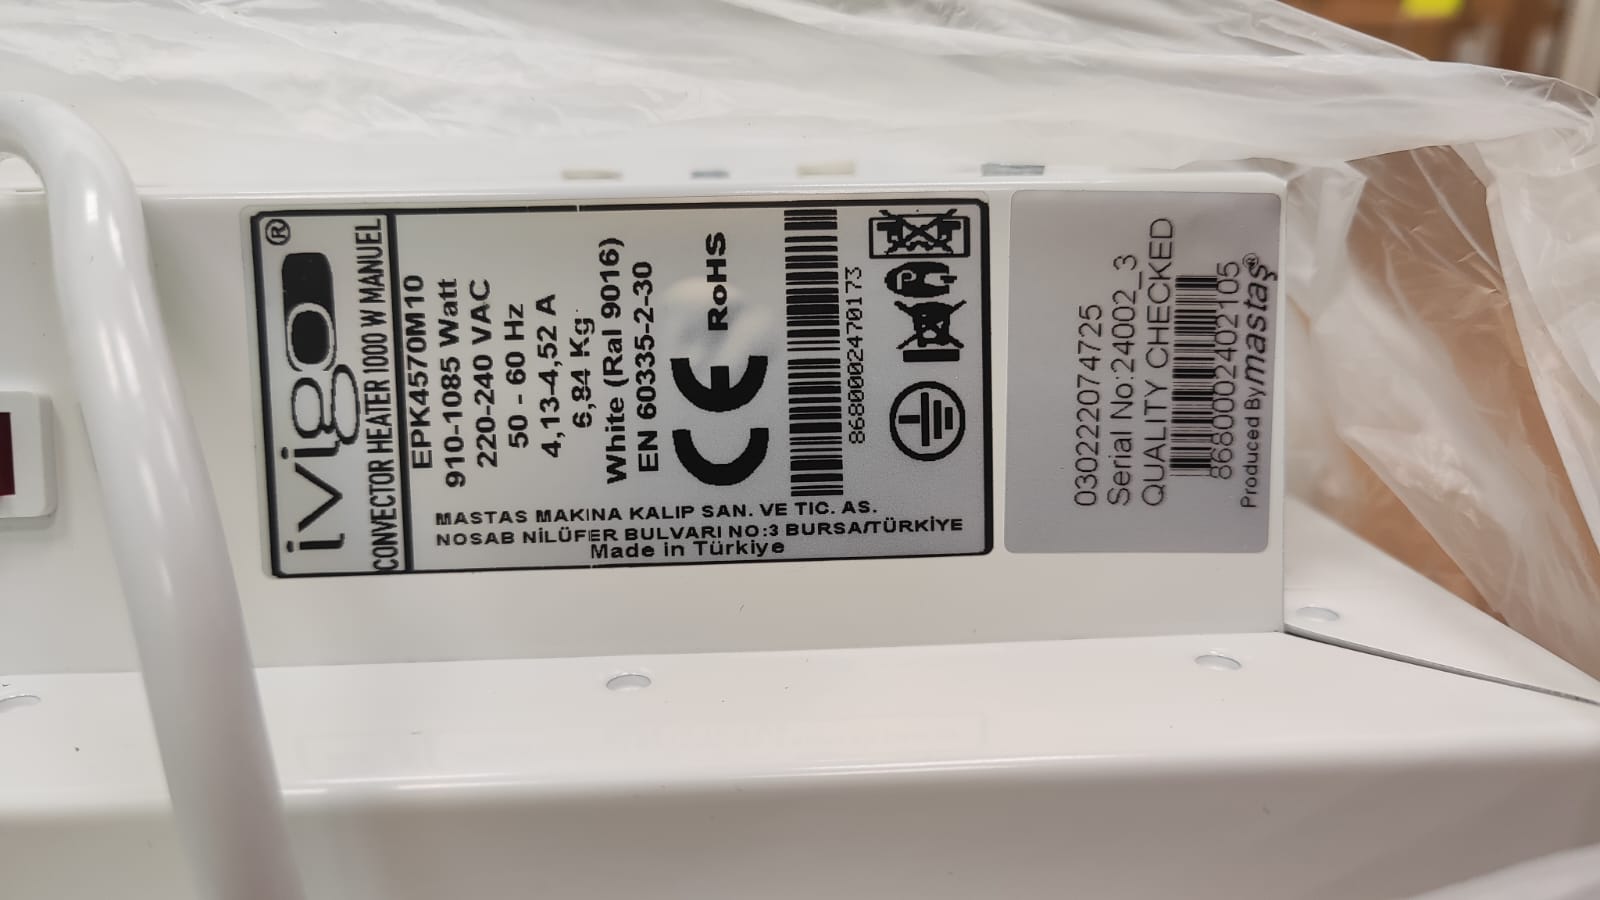 ivigo®
CONVECTOR HEATER 1000 W MANUEL
EPK4570M10
910-1085 Watt
220-240 VAC
50 - 60 Hz
4,13-4,52 A
6,84 Kg
White (Ral 9016)
EN 60335-2-30
CE RoHS
8680002470173
MASTAS MAKINA KALIP SAN. VE TIC. AS.
NOSAB NİLÜFER BULVARI NO:3 BURSA/TÜRKİYE
Made in Türkiye
0302222074725
Serial No:24002_3
QUALITY CHECKED
8680002402105
Produced By mastaş®